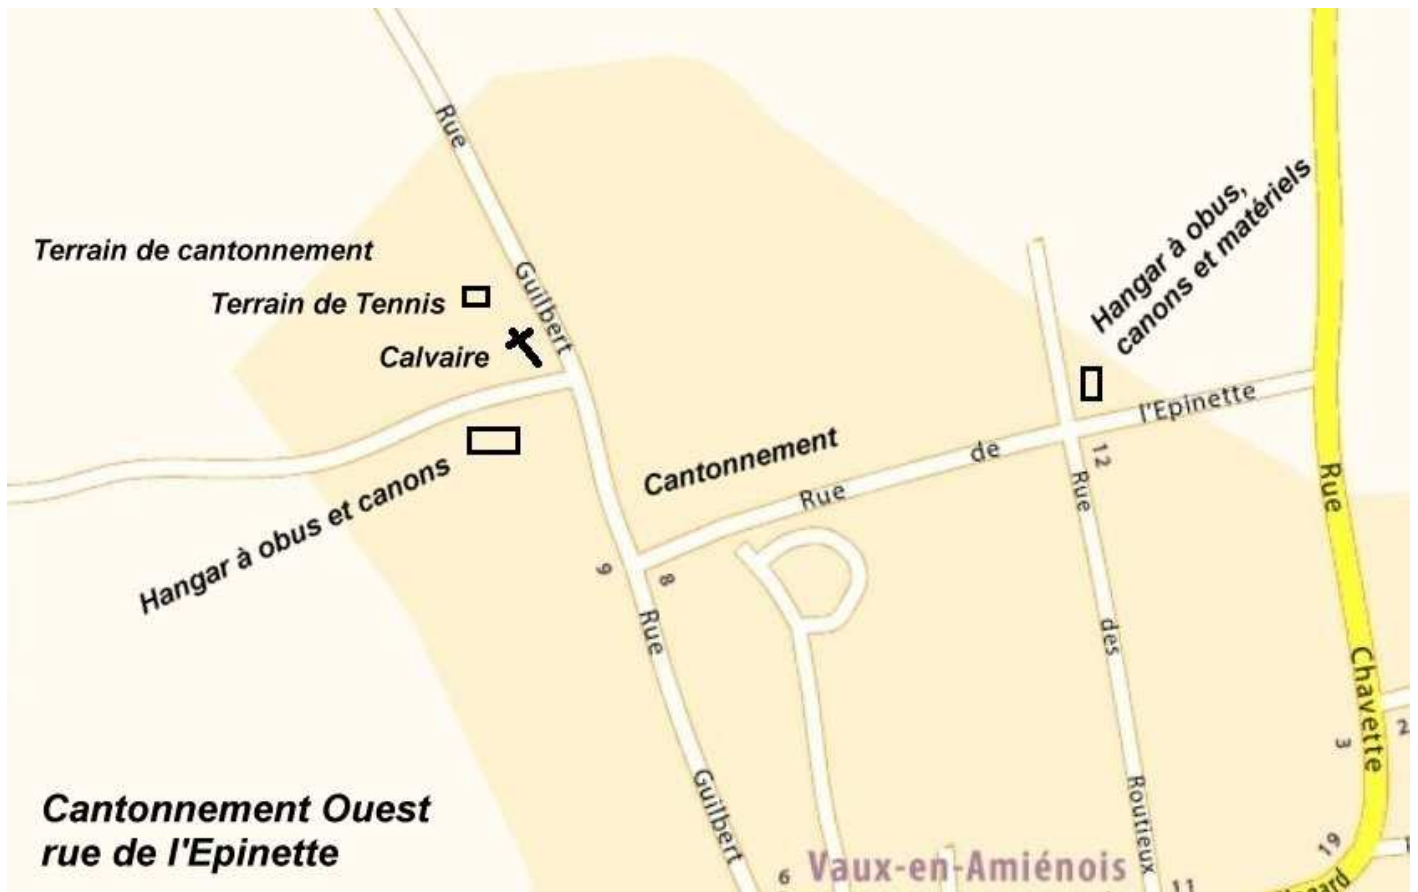 Rue
Hangar à obus,
canons et matériels
Terrain de cantonnement
Guilbert
Terrain de Tennis
Calvaire
l'Epinette
Cantonnement
de
12
Rue
Rue
Rue
Hangar à obus et canons
9
8
Rue
des
Chavette
2
3
Guilbert
Routieux
Cantonnement Ouest
rue de l'Epinette
19
Vaux-en-Amiénois
6
11